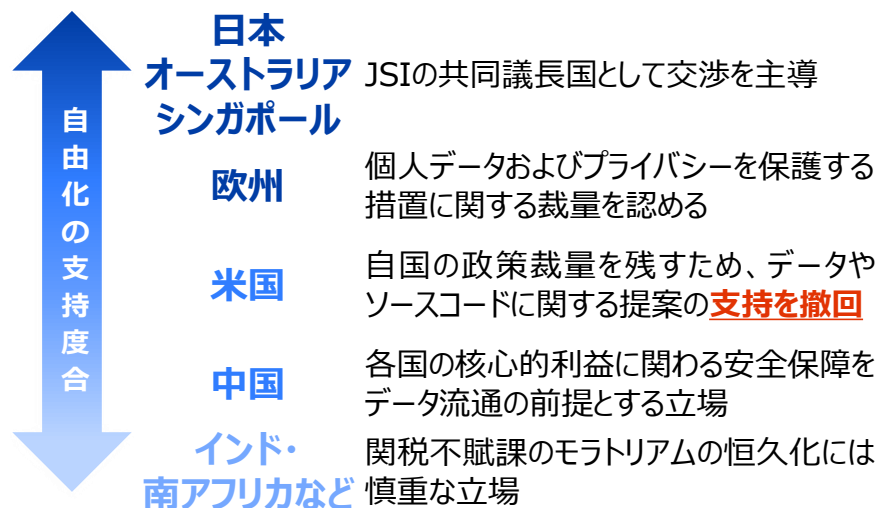 自由化の支持度合
日本
オーストラリア
シンガポール
JSIの共同議長国として交渉を主導
欧州
個人データおよびプライバシーを保護する
措置に関する裁量を認める
米国
自国の政策裁量を残すため、データや
ソースコードに関する提案の支持を撤回
中国
各国の核心的利益に関わる安全保障を
データ流通の前提とする立場
インド・
南アフリカなど
関税不賦課のモラトリアムの恒久化には
慎重な立場